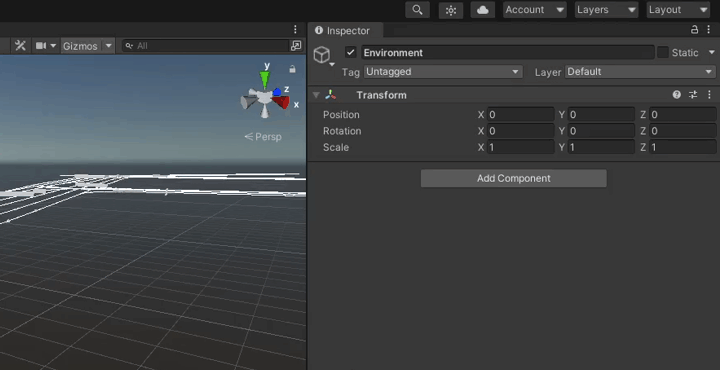 Account
Layers
Layout
Inspector
Gizmos
All
Environment
Static
Tag
Untagged
Layer
Default
y
z
x
Persp
Transform
Position
X 0
Y 0
Z 0
Rotation
X 0
Y 0
Z 0
Scale
X 1
Y 1
Z 1
Add Component